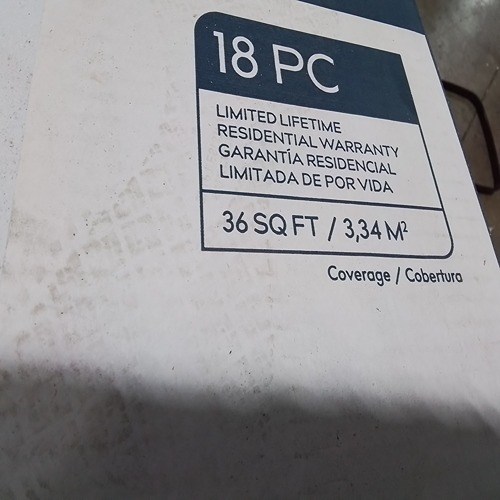 18 PC
LIMITED LIFETIME
RESIDENTIAL WARRANTY
GARANTÍA RESIDENCIAL
LIMITADA DE POR VIDA
36 SQ FT / 3,34 M²
Coverage / Cobertura